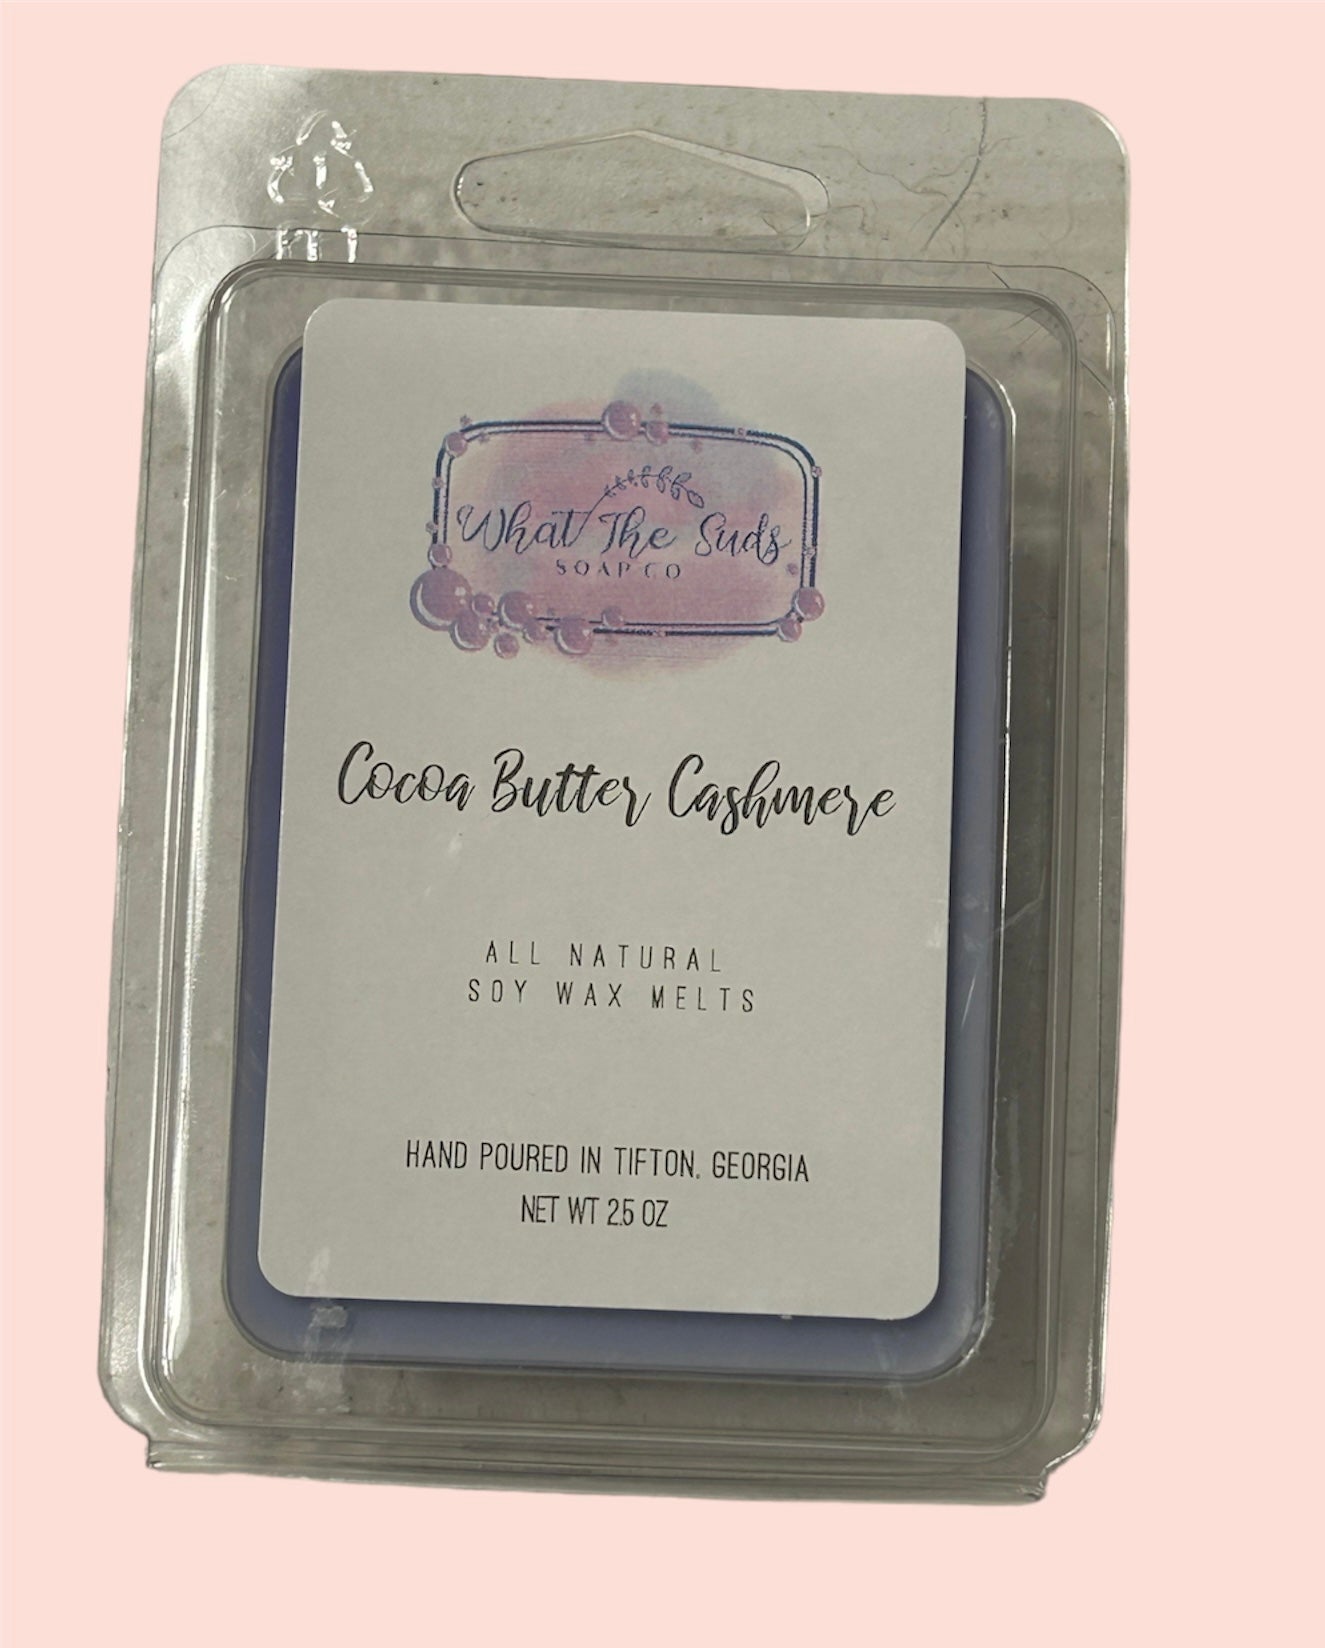 What The Suds
SOAP CO
Cocoa Butter Cashmere
ALL NATURAL
SOY WAX MELTS
HAND POURED IN TIFTON, GEORGIA
NET WT 2.5 OZ